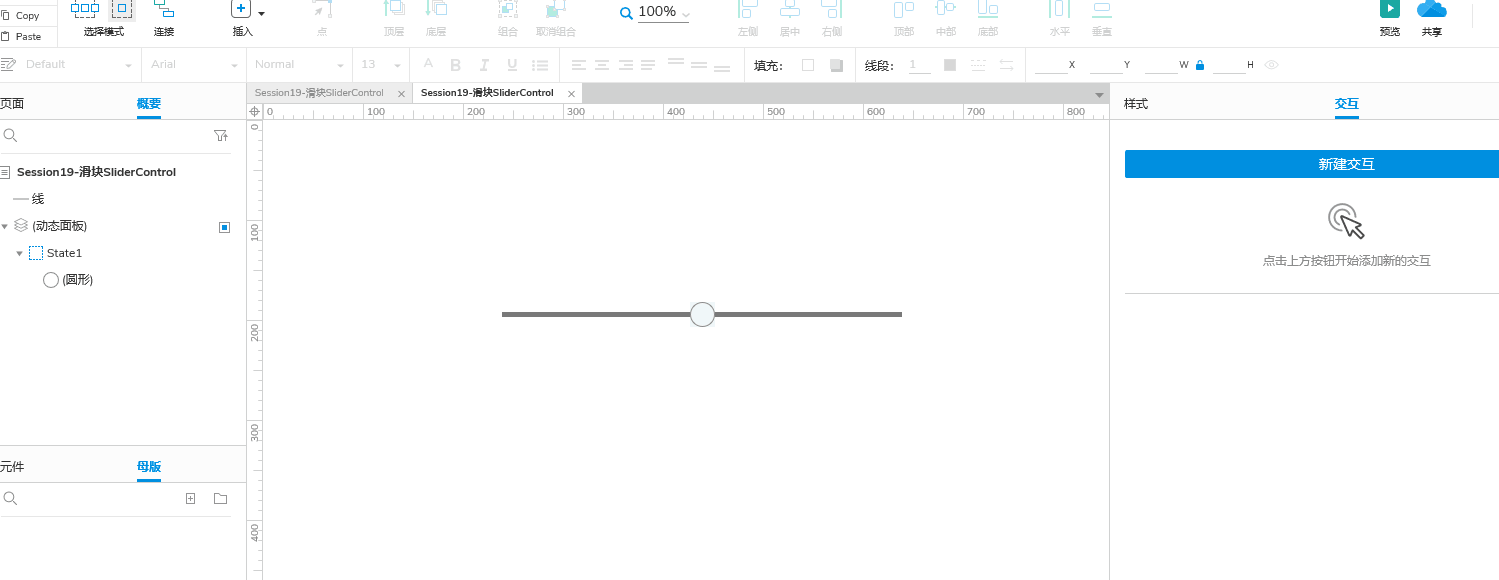 Copy
Paste
选择模式
连接
插入
点
顶层
底层
组合
取消组合
100%
左侧
居中
右侧
顶部
中部
底部
水平
垂直
预览
共享
Default
Arial
Normal
13
A B I U
填充：
线段：
1
X
Y
W
H
页面
概要
Session19-滑块SliderControl
Session19-滑块SliderControl
样式
交互
0 100 200 300 400 500 600 700 800
0
100
200
300
400
Session19-滑块SliderControl
线
(动态面板)
State1
(圆形)
元件
母版
新建交互
点击上方按钮开始添加新的交互